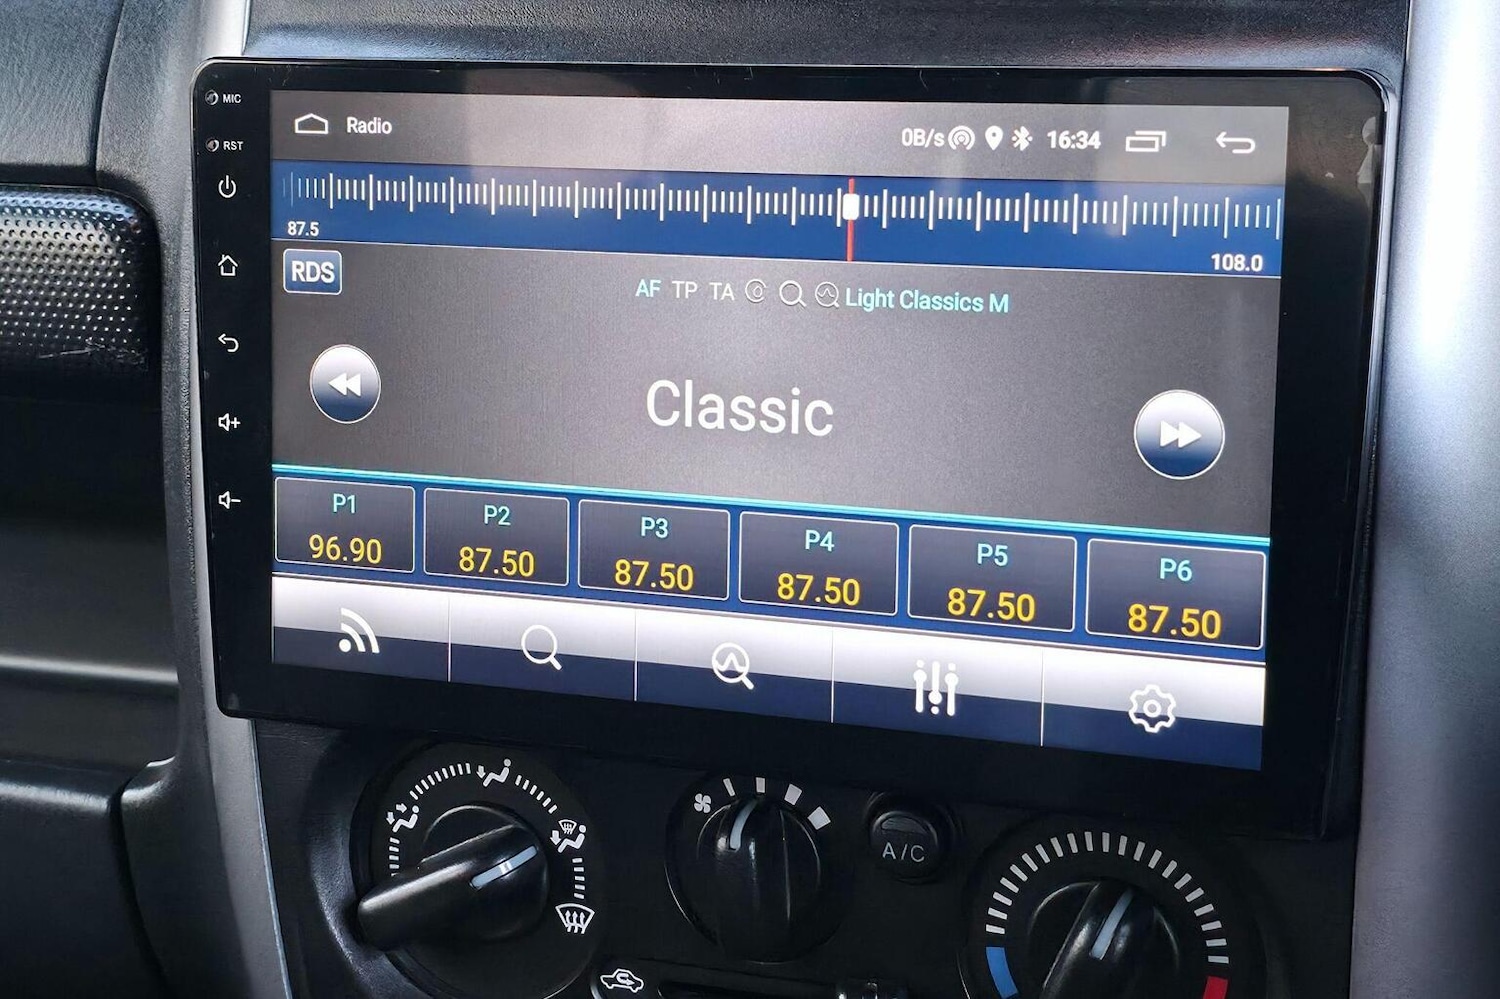 MIC
RST
Radio
0B/s 16:34
87.5
108.0
RDS
AF TP TA Light Classics M
Classic
P1
96.90
P2
87.50
P3
87.50
P4
87.50
P5
87.50
P6
87.50
A/C